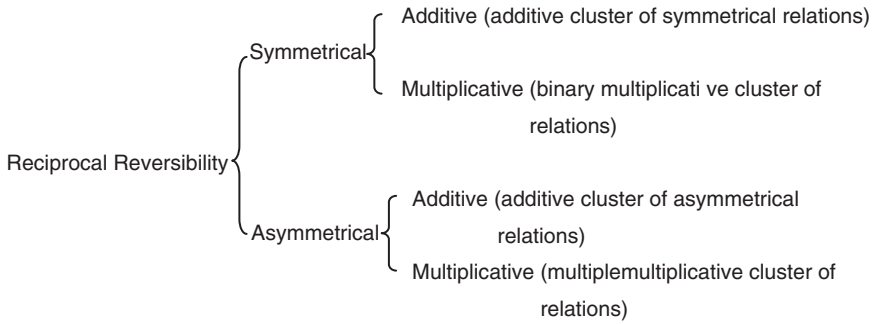 Additive (additive cluster of symmetrical relations)
Symmetrical
Multiplicative (binary multiplicati ve cluster of
relations)
Reciprocal Reversibility
Additive (additive cluster of asymmetrical
relations)
Asymmetrical
Multiplicative (multiplemultiplicative cluster of
relations)